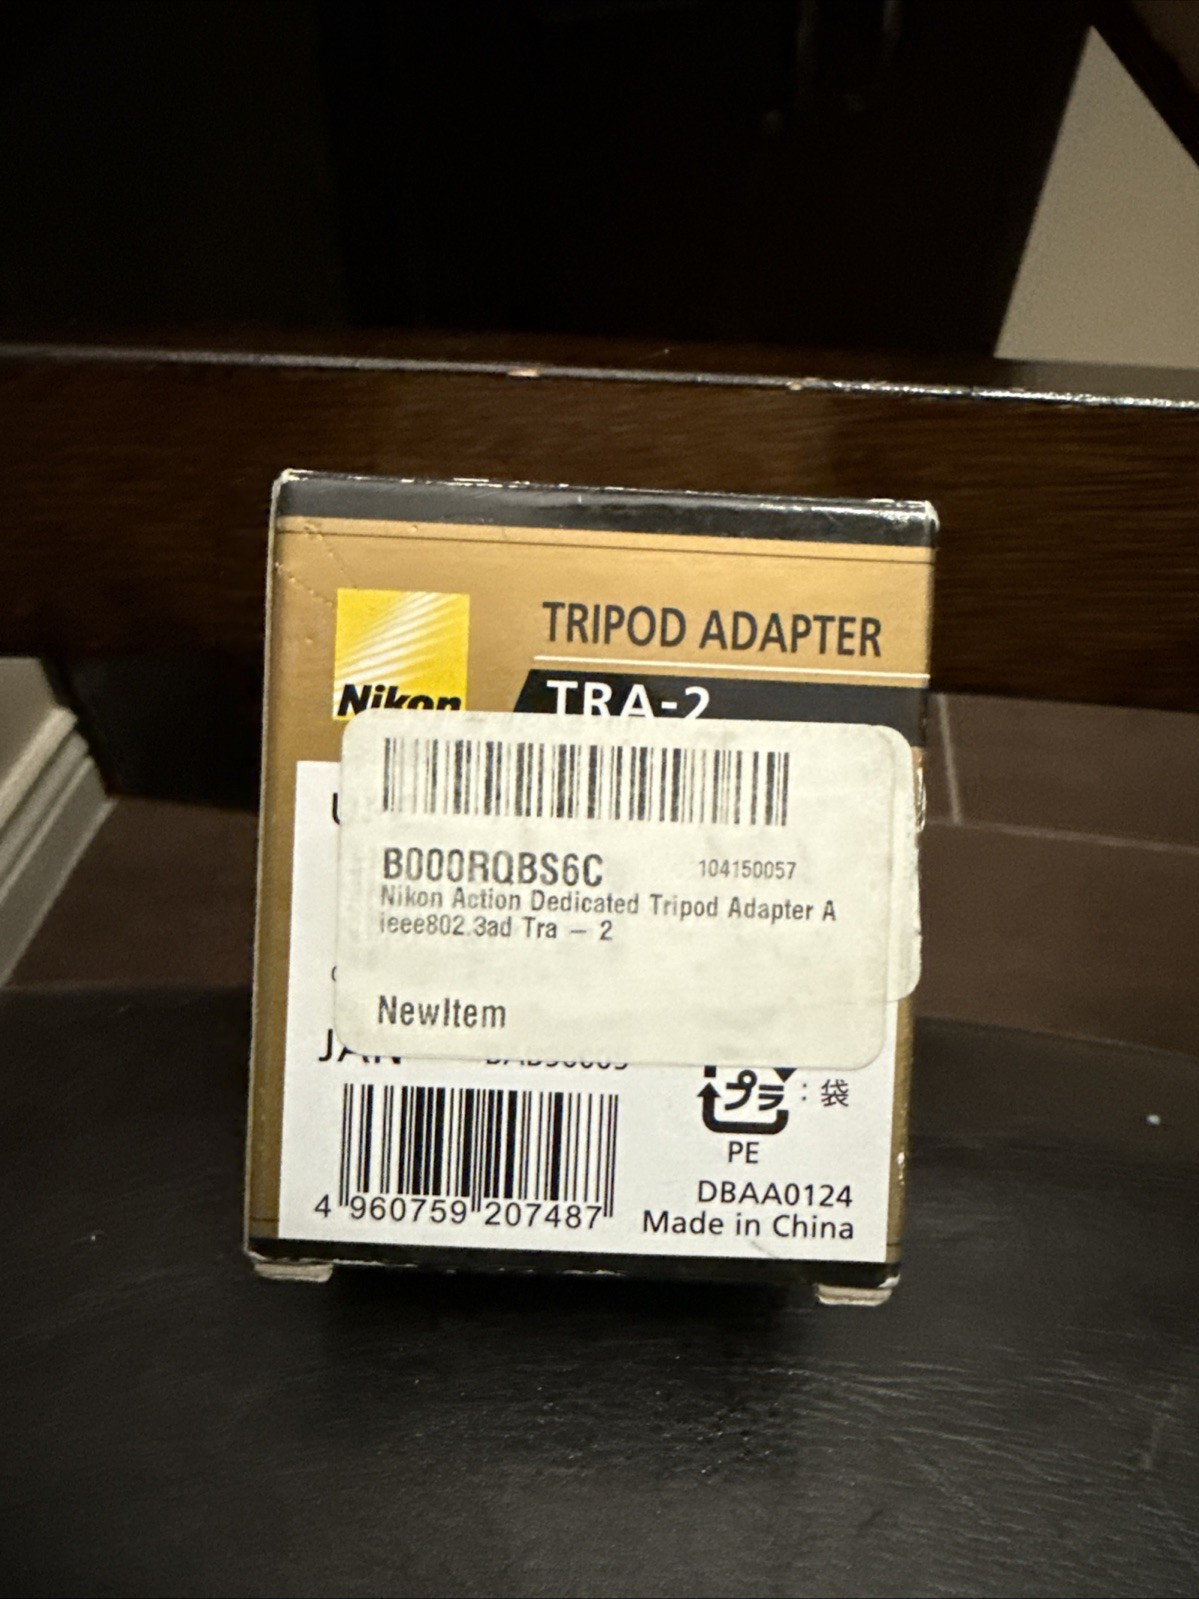 TRIPOD ADAPTER
Nikon
TRA-2
B000RQBS6C
104150057
Nikon Action Dedicated Tripod Adapter A
ieee802.3ad Tra – 2
NewItem
JAN
プラ : 袋
PE
4 960759 207487
DBAA0124
Made in China